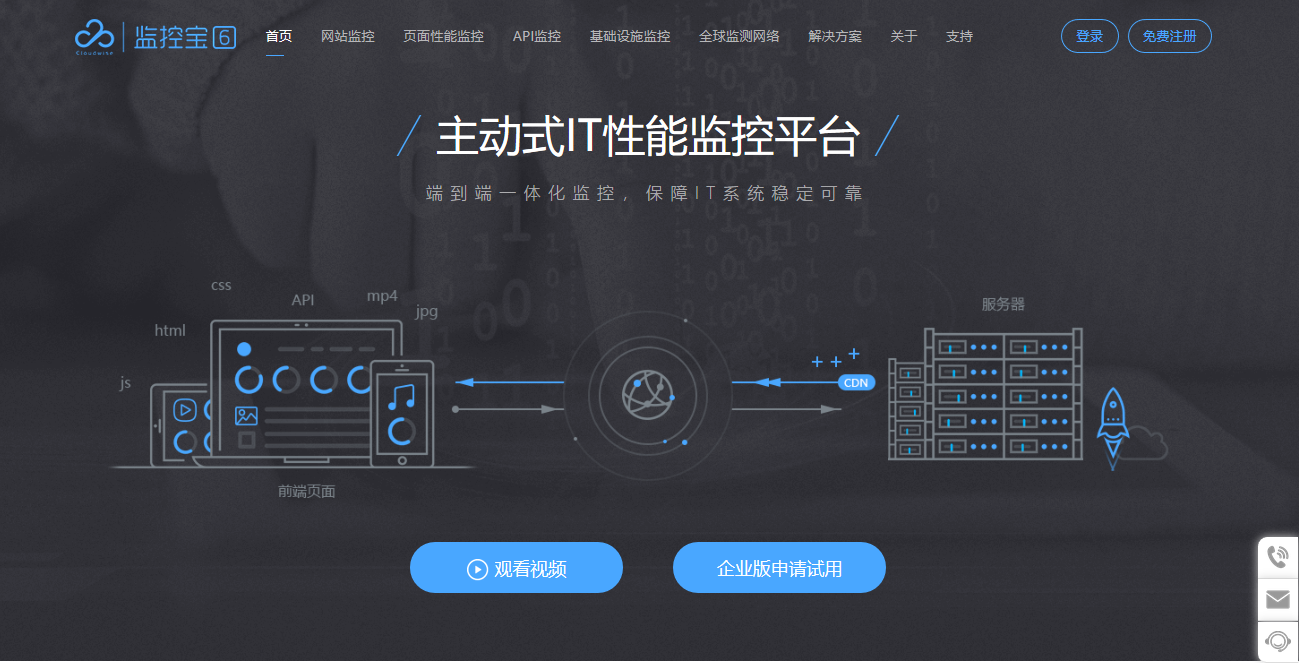 Cloudwise 监控宝 6
首页 网站监控 页面性能监控 API监控 基础设施监控 全球监测网络 解决方案 关于 支持 登录 免费注册
主动式IT性能监控平台
端到端一体化监控，保障IT系统稳定可靠
css
API
mp4
jpg
html
js
服务器
CDN
前端页面
观看视频 企业版申请试用